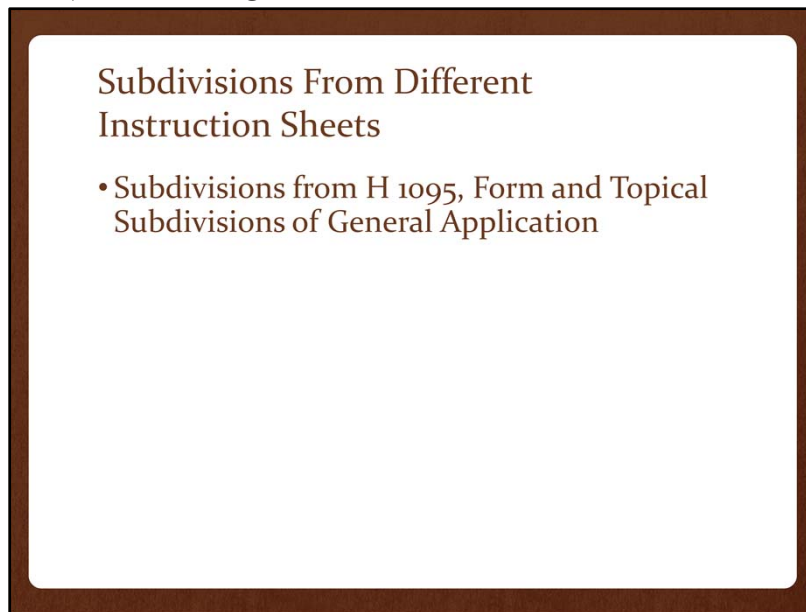 Subdivisions From Different
Instruction Sheets
• Subdivisions from H 1095, Form and Topical
Subdivisions of General Application